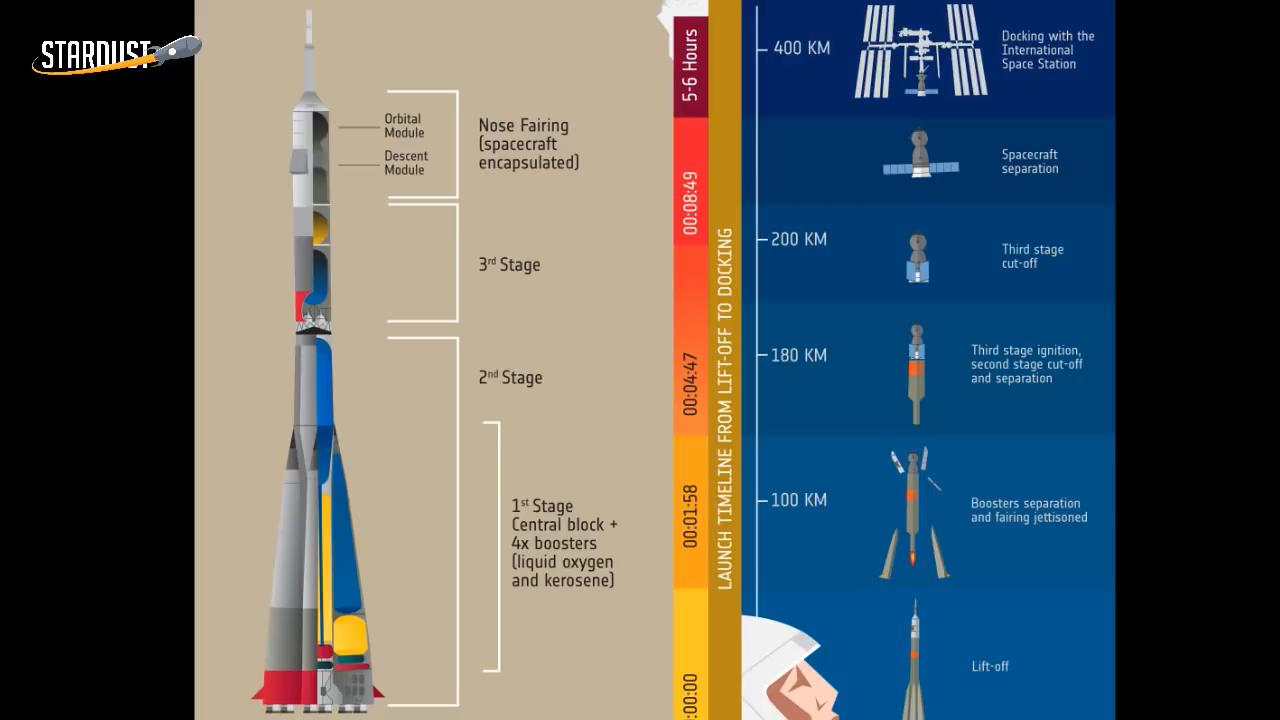 STARDUST
Orbital
Module
Descent
Module
Nose Fairing
(spacecraft
encapsulated)
3rd Stage
2nd Stage
1st Stage
Central block +
4x boosters
(liquid oxygen
and kerosene)
5-6 Hours
00:08:49
00:04:47
00:01:58
:00:00
LAUNCH TIMELINE FROM LIFT-OFF TO DOCKING
400 KM
Docking with the
International
Space Station
Spacecraft
separation
200 KM
Third stage
cut-off
180 KM
Third stage ignition,
second stage cut-off
and separation
100 KM
Boosters separation
and fairing jettisoned
Lift-off